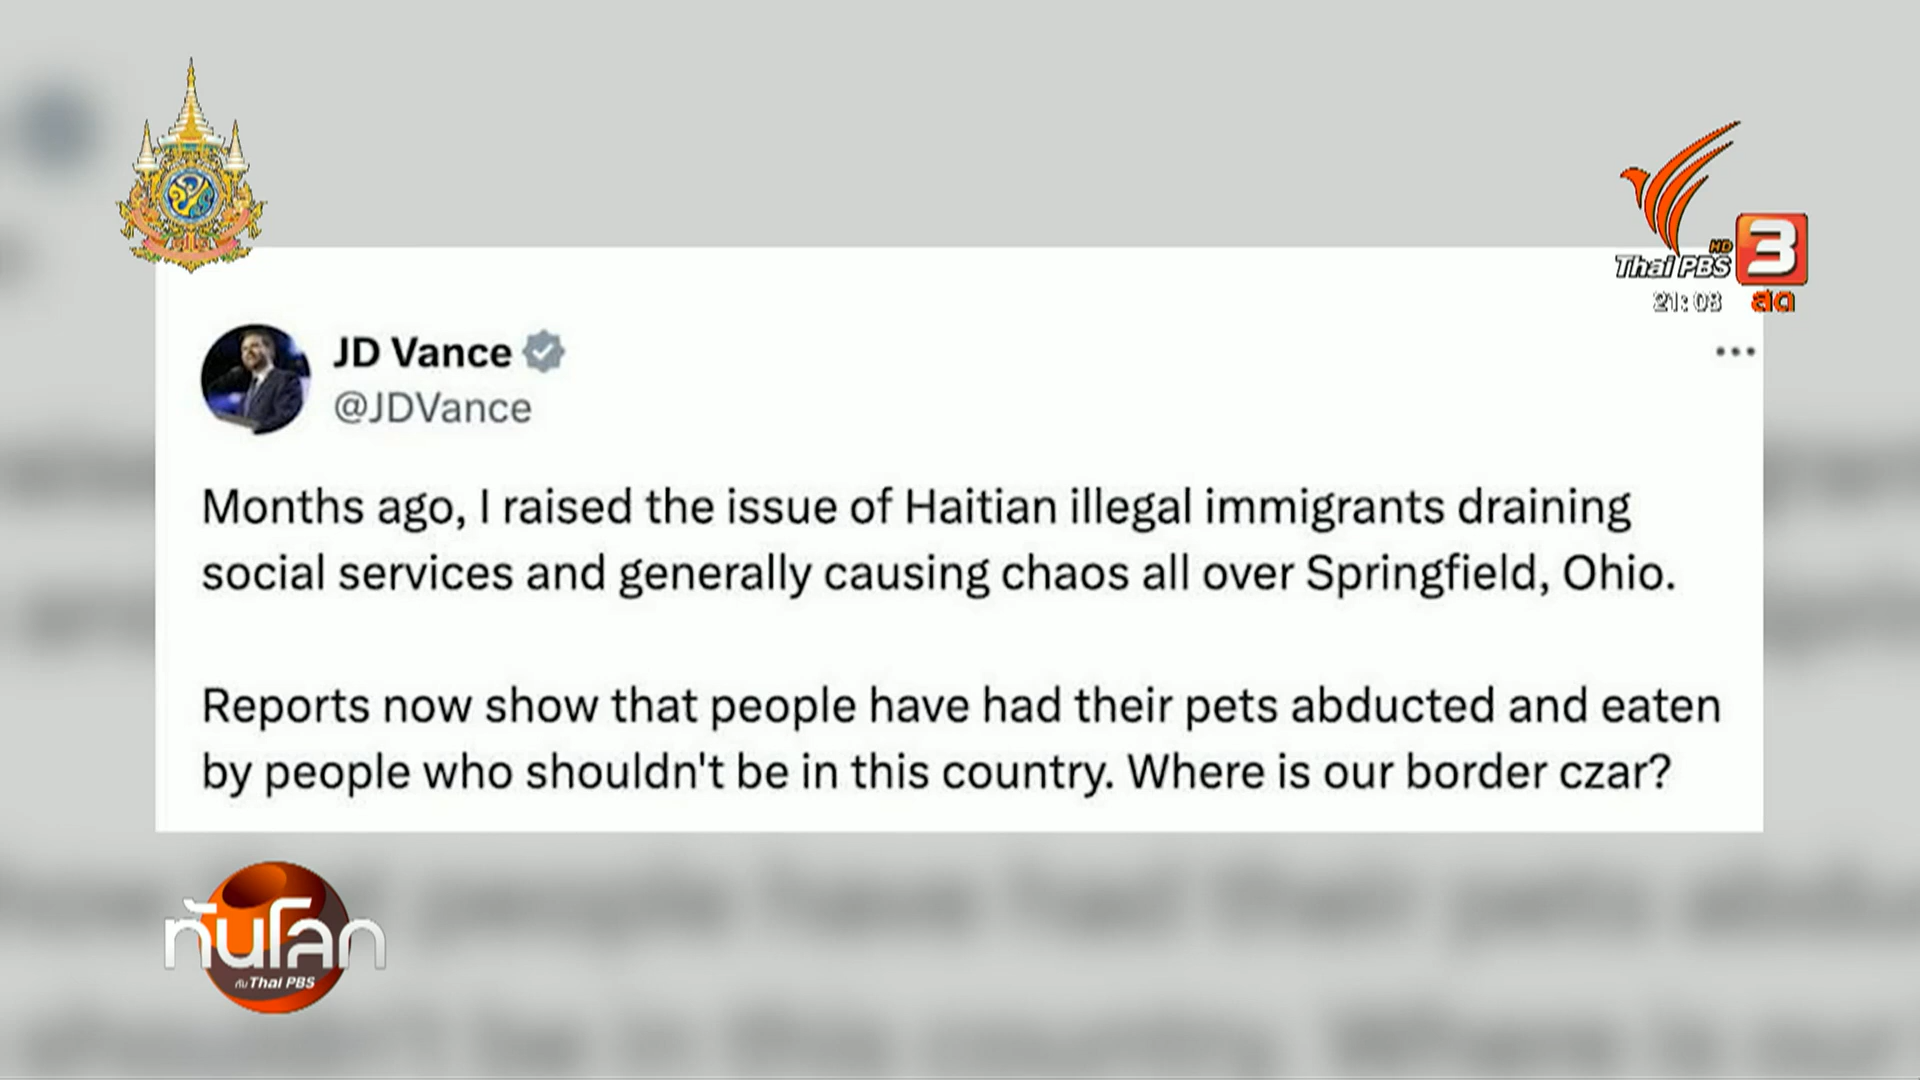 HD
Thai PBS
3
21:08
สด
JD Vance
@JDVance
Months ago, I raised the issue of Haitian illegal immigrants draining
social services and generally causing chaos all over Springfield, Ohio.
Reports now show that people have had their pets abducted and eaten
by people who shouldn't be in this country. Where is our border czar?
ทันโลก
กับ Thai PBS